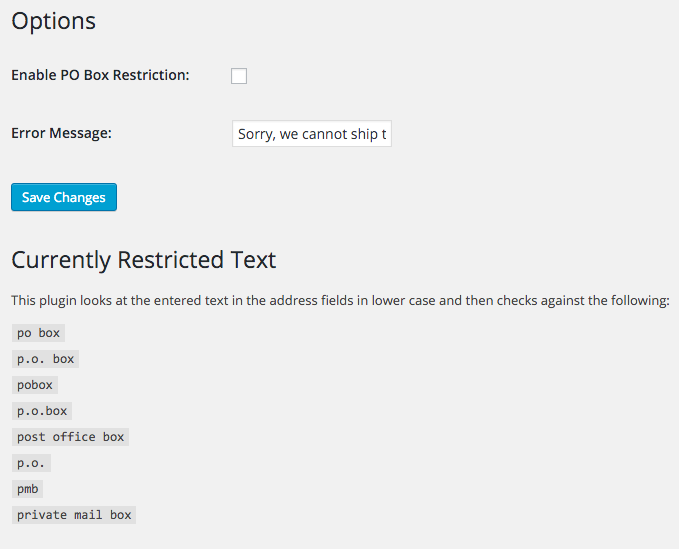 Options
Enable PO Box Restriction:
Error Message: Sorry, we cannot ship t
Save Changes
Currently Restricted Text
This plugin looks at the entered text in the address fields in lower case and then checks against the following:
po box
p.o. box
pobox
p.o.box
post office box
p.o.
pmb
private mail box